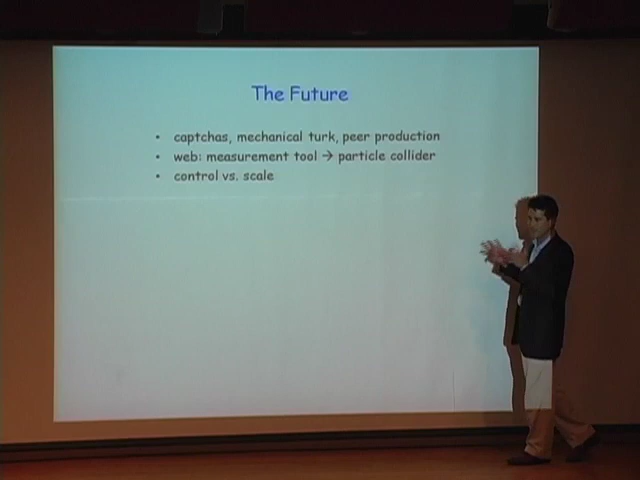 The Future
• captchas, mechanical turk, peer production
• web: measurement tool → particle collider
• control vs. scale